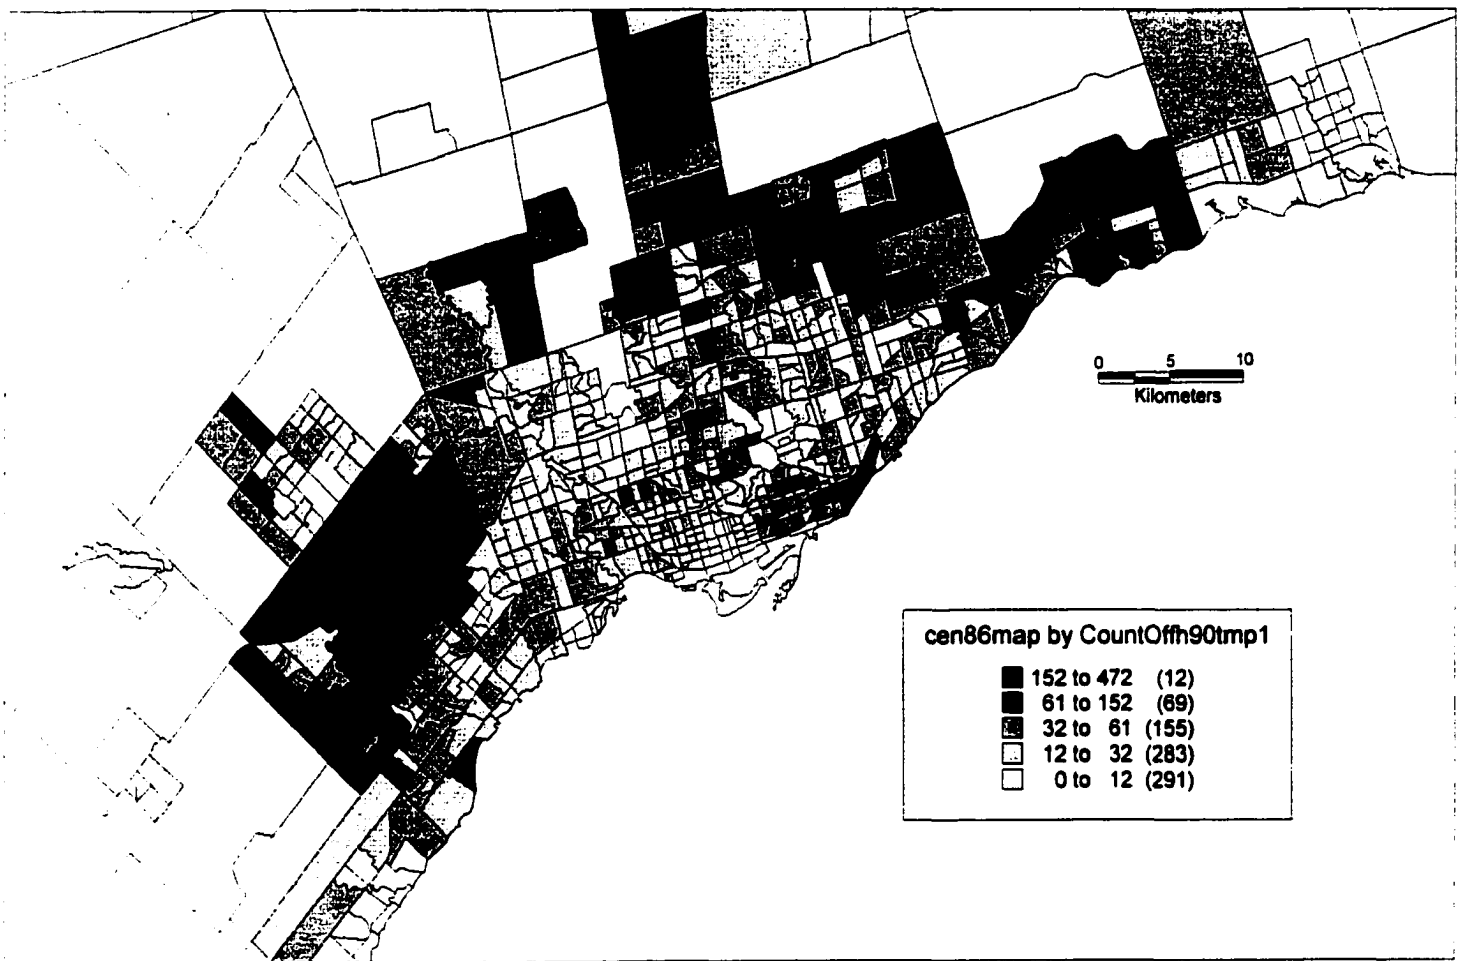 0 5 10
Kilometers
cen86map by CountOffh90tmp1
152 to 472 (12)
61 to 152 (69)
32 to 61 (155)
12 to 32 (283)
0 to 12 (291)